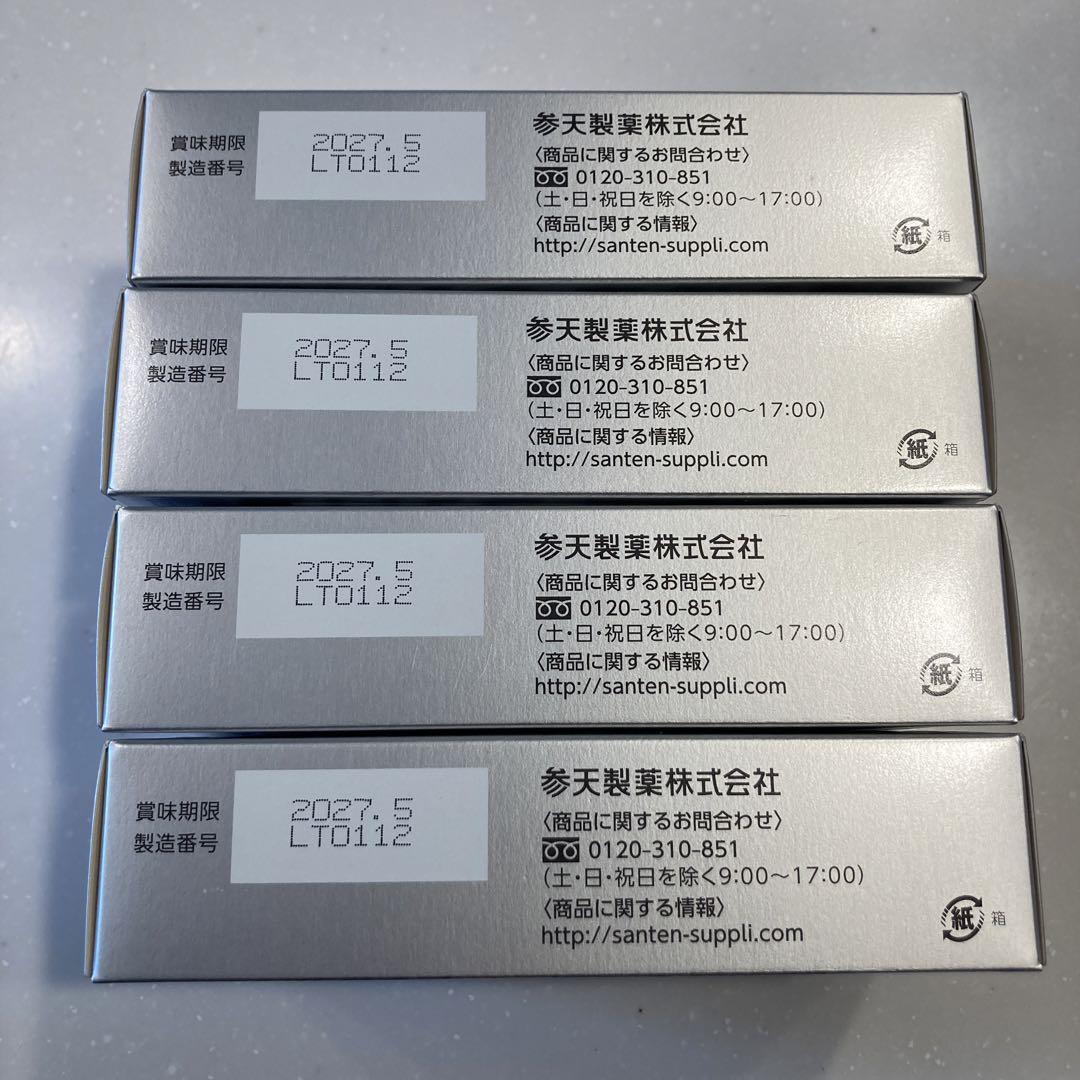 賞味期限 2027.5
製造番号 LT0112
参天製薬株式会社
〈商品に関するお問合わせ〉
0120-310-851
(土・日・祝日を除く9:00〜17:00)
〈商品に関する情報〉
http://santen-suppli.com
紙 箱
賞味期限 2027.5
製造番号 LT0112
参天製薬株式会社
〈商品に関するお問合わせ〉
0120-310-851
(土・日・祝日を除く9:00〜17:00)
〈商品に関する情報〉
http://santen-suppli.com
紙 箱
賞味期限 2027.5
製造番号 LT0112
参天製薬株式会社
〈商品に関するお問合わせ〉
0120-310-851
(土・日・祝日を除く9:00〜17:00)
〈商品に関する情報〉
http://santen-suppli.com
紙 箱
賞味期限 2027.5
製造番号 LT0112
参天製薬株式会社
〈商品に関するお問合わせ〉
0120-310-851
(土・日・祝日を除く9:00〜17:00)
〈商品に関する情報〉
http://santen-suppli.com
紙 箱